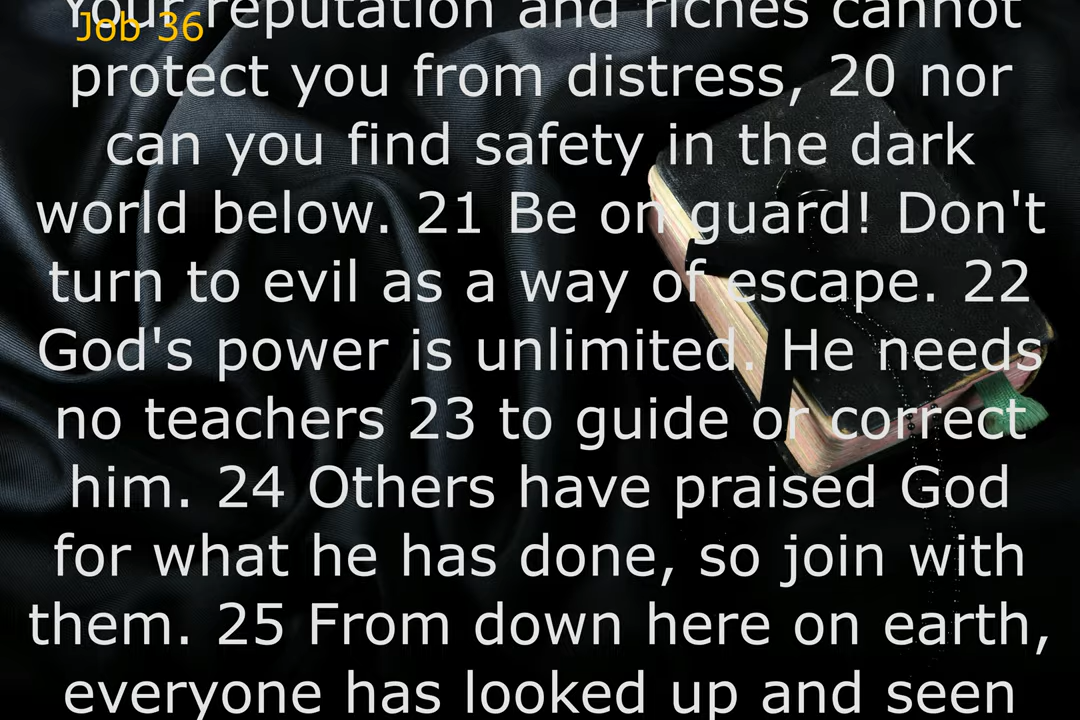 Job 36
Your reputation and riches cannot
protect you from distress, 20 nor
can you find safety in the dark
world below. 21 Be on guard! Don't
turn to evil as a way of escape. 22
God's power is unlimited. He needs
no teachers 23 to guide or correct
him. 24 Others have praised God
for what he has done, so join with
them. 25 From down here on earth,
everyone has looked up and seen